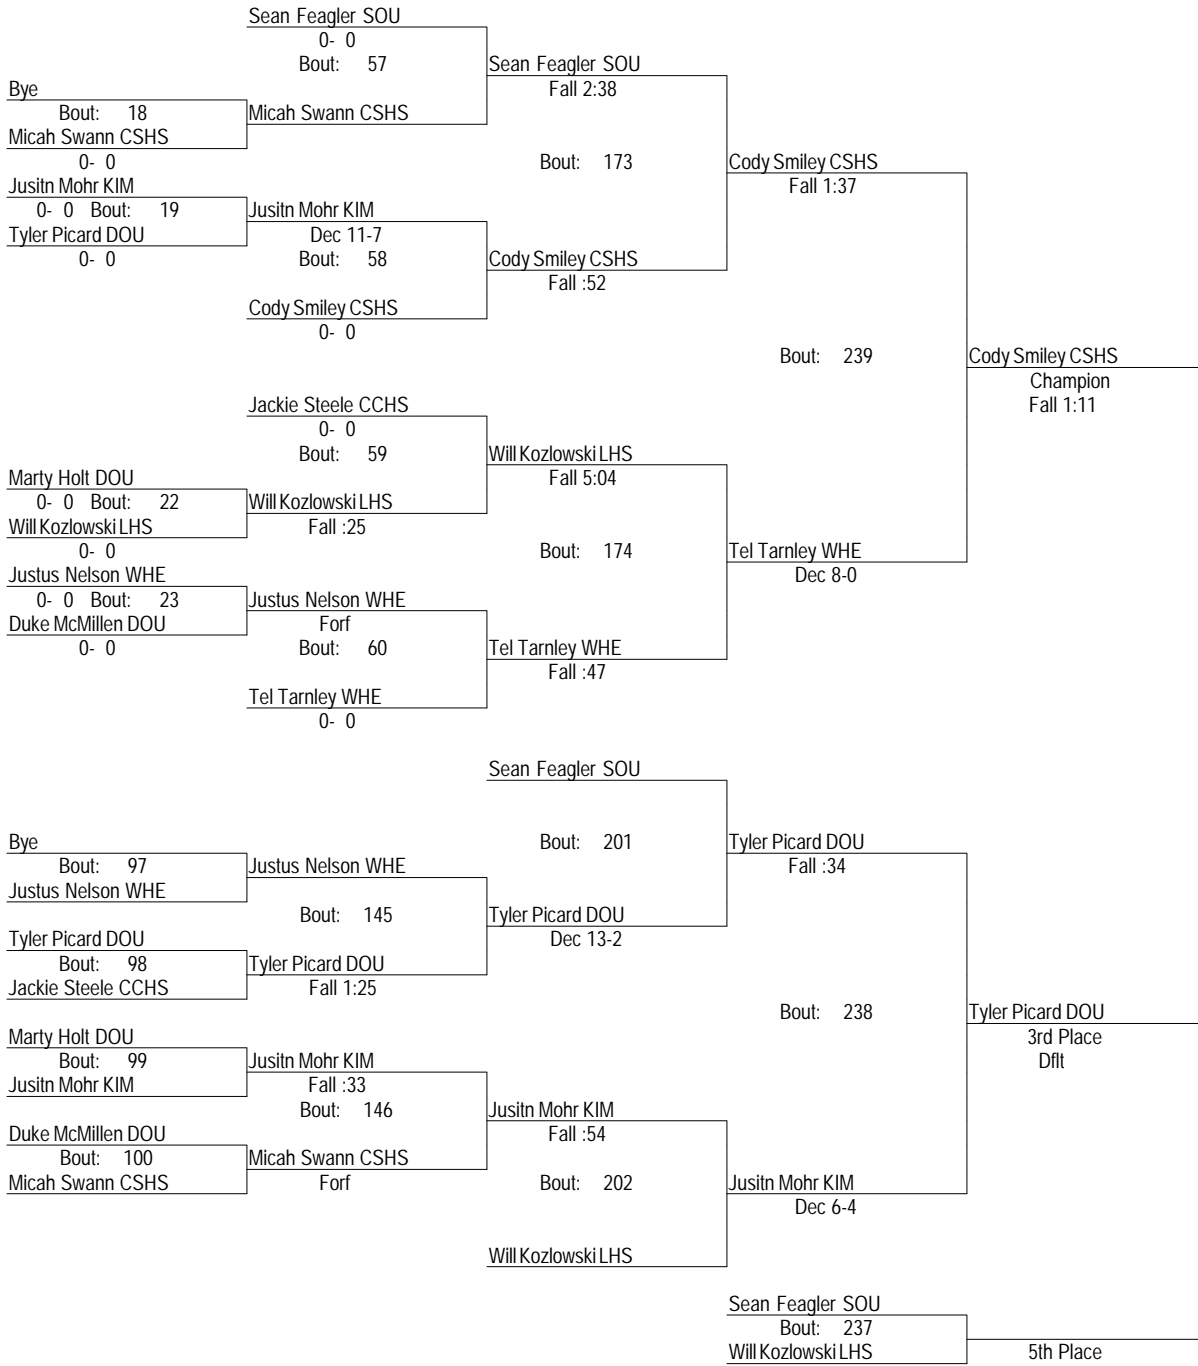 Sean Feagler SOU
0- 0
Bout: 57
Sean Feagler SOU
Fall 2:38
Bye
Bout: 18
Micah Swann CSHS
Micah Swann CSHS
0- 0
Bout: 173
Cody Smiley CSHS
Fall 1:37
Jusitn Mohr KIM
0- 0 Bout: 19
Jusitn Mohr KIM
Tyler Picard DOU
Dec 11-7
0- 0
Bout: 58
Cody Smiley CSHS
Fall :52
Cody Smiley CSHS
0- 0
Bout: 239
Cody Smiley CSHS
Champion
Fall 1:11
Jackie Steele CCHS
0- 0
Bout: 59
Will Kozlowski LHS
Fall 5:04
Marty Holt DOU
0- 0 Bout: 22
Will Kozlowski LHS
Will Kozlowski LHS
Fall :25
0- 0
Bout: 174
Tel Tarnley WHE
Dec 8-0
Justus Nelson WHE
0- 0 Bout: 23
Justus Nelson WHE
Duke McMillen DOU
Forf
0- 0
Bout: 60
Tel Tarnley WHE
Fall :47
Tel Tarnley WHE
0- 0
Sean Feagler SOU
Bye
Bout: 201
Tyler Picard DOU
Fall :34
Bout: 97
Justus Nelson WHE
Justus Nelson WHE
Bout: 145
Tyler Picard DOU
Dec 13-2
Tyler Picard DOU
Bout: 98
Tyler Picard DOU
Jackie Steele CCHS
Fall 1:25
Bout: 238
Tyler Picard DOU
3rd Place
Dflt
Marty Holt DOU
Bout: 99
Jusitn Mohr KIM
Jusitn Mohr KIM
Fall :33
Bout: 146
Jusitn Mohr KIM
Fall :54
Duke McMillen DOU
Bout: 100
Micah Swann CSHS
Micah Swann CSHS
Forf
Bout: 202
Jusitn Mohr KIM
Dec 6-4
Will Kozlowski LHS
Sean Feagler SOU
Bout: 237
Will Kozlowski LHS
5th Place